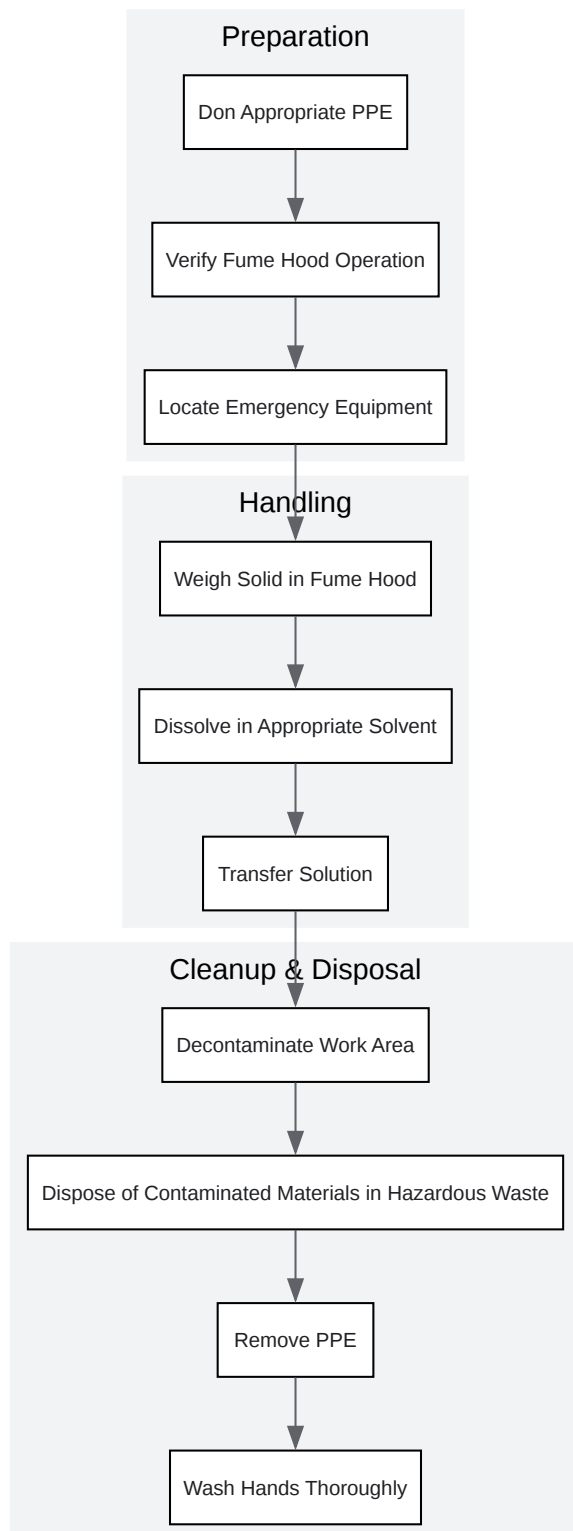 Preparation
Don Appropriate PPE
Verify Fume Hood Operation
Locate Emergency Equipment
Handling
Weigh Solid in Fume Hood
Dissolve in Appropriate Solvent
Transfer Solution
Cleanup & Disposal
Decontaminate Work Area
Dispose of Contaminated Materials in Hazardous Waste
Remove PPE
Wash Hands Thoroughly